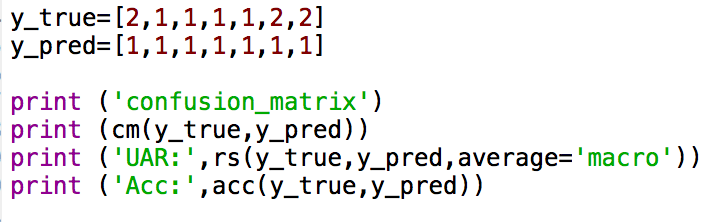 y_true=[2,1,1,1,1,2,2]
y_pred=[1,1,1,1,1,1,1]
print ('confusion_matrix')
print (cm(y_true,y_pred))
print ('UAR:',rs(y_true,y_pred,average='macro'))
print ('Acc:',acc(y_true,y_pred))